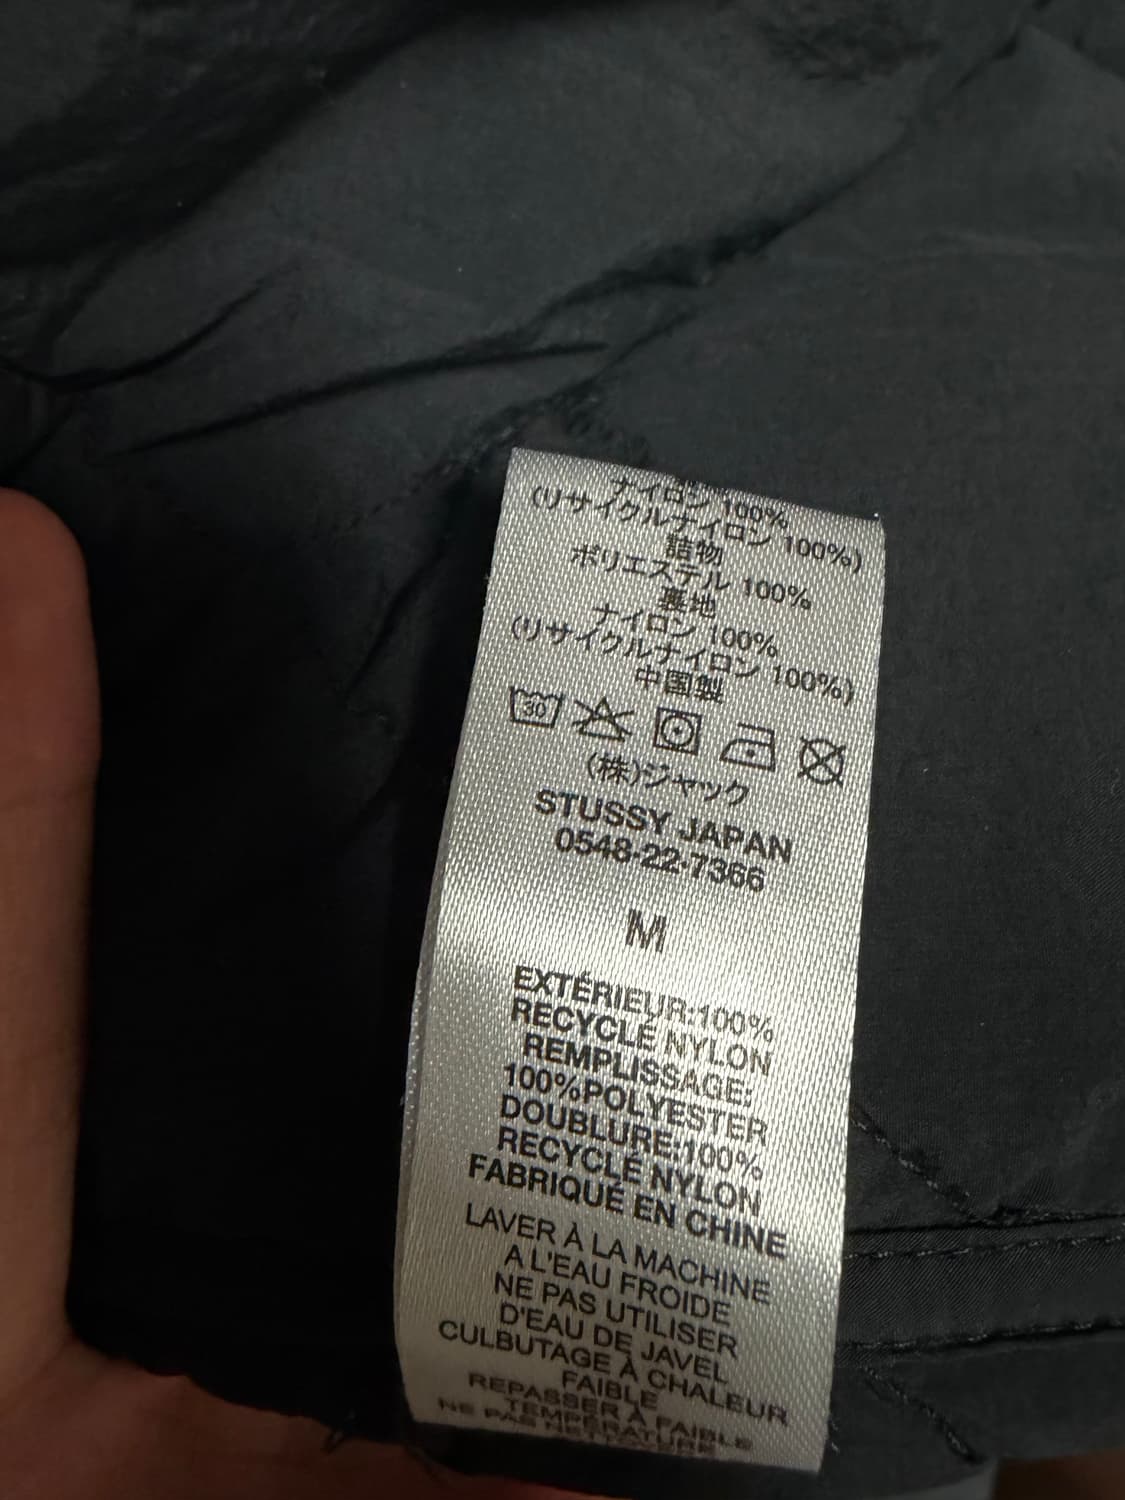 ナイロン 100%
(リサイクルナイロン 100%)
詰物
ポリエステル 100%
裏地
ナイロン 100%
(リサイクルナイロン 100%)
中国製
30
(株)ジャック
STUSSY JAPAN
0548-22-7366
M
EXTÉRIEUR:100%
RECYCLÉ NYLON
REMPLISSAGE:
100%POLYESTER
DOUBLURE:100%
RECYCLÉ NYLON
FABRIQUÉ EN CHINE
LAVER À LA MACHINE
A L'EAU FROIDE
NE PAS UTILISER
D'EAU DE JAVEL
CULBUTAGE À CHALEUR
FAIBLE
REPASSER À FAIBLE
TEMPÉRATURE
NE PAS